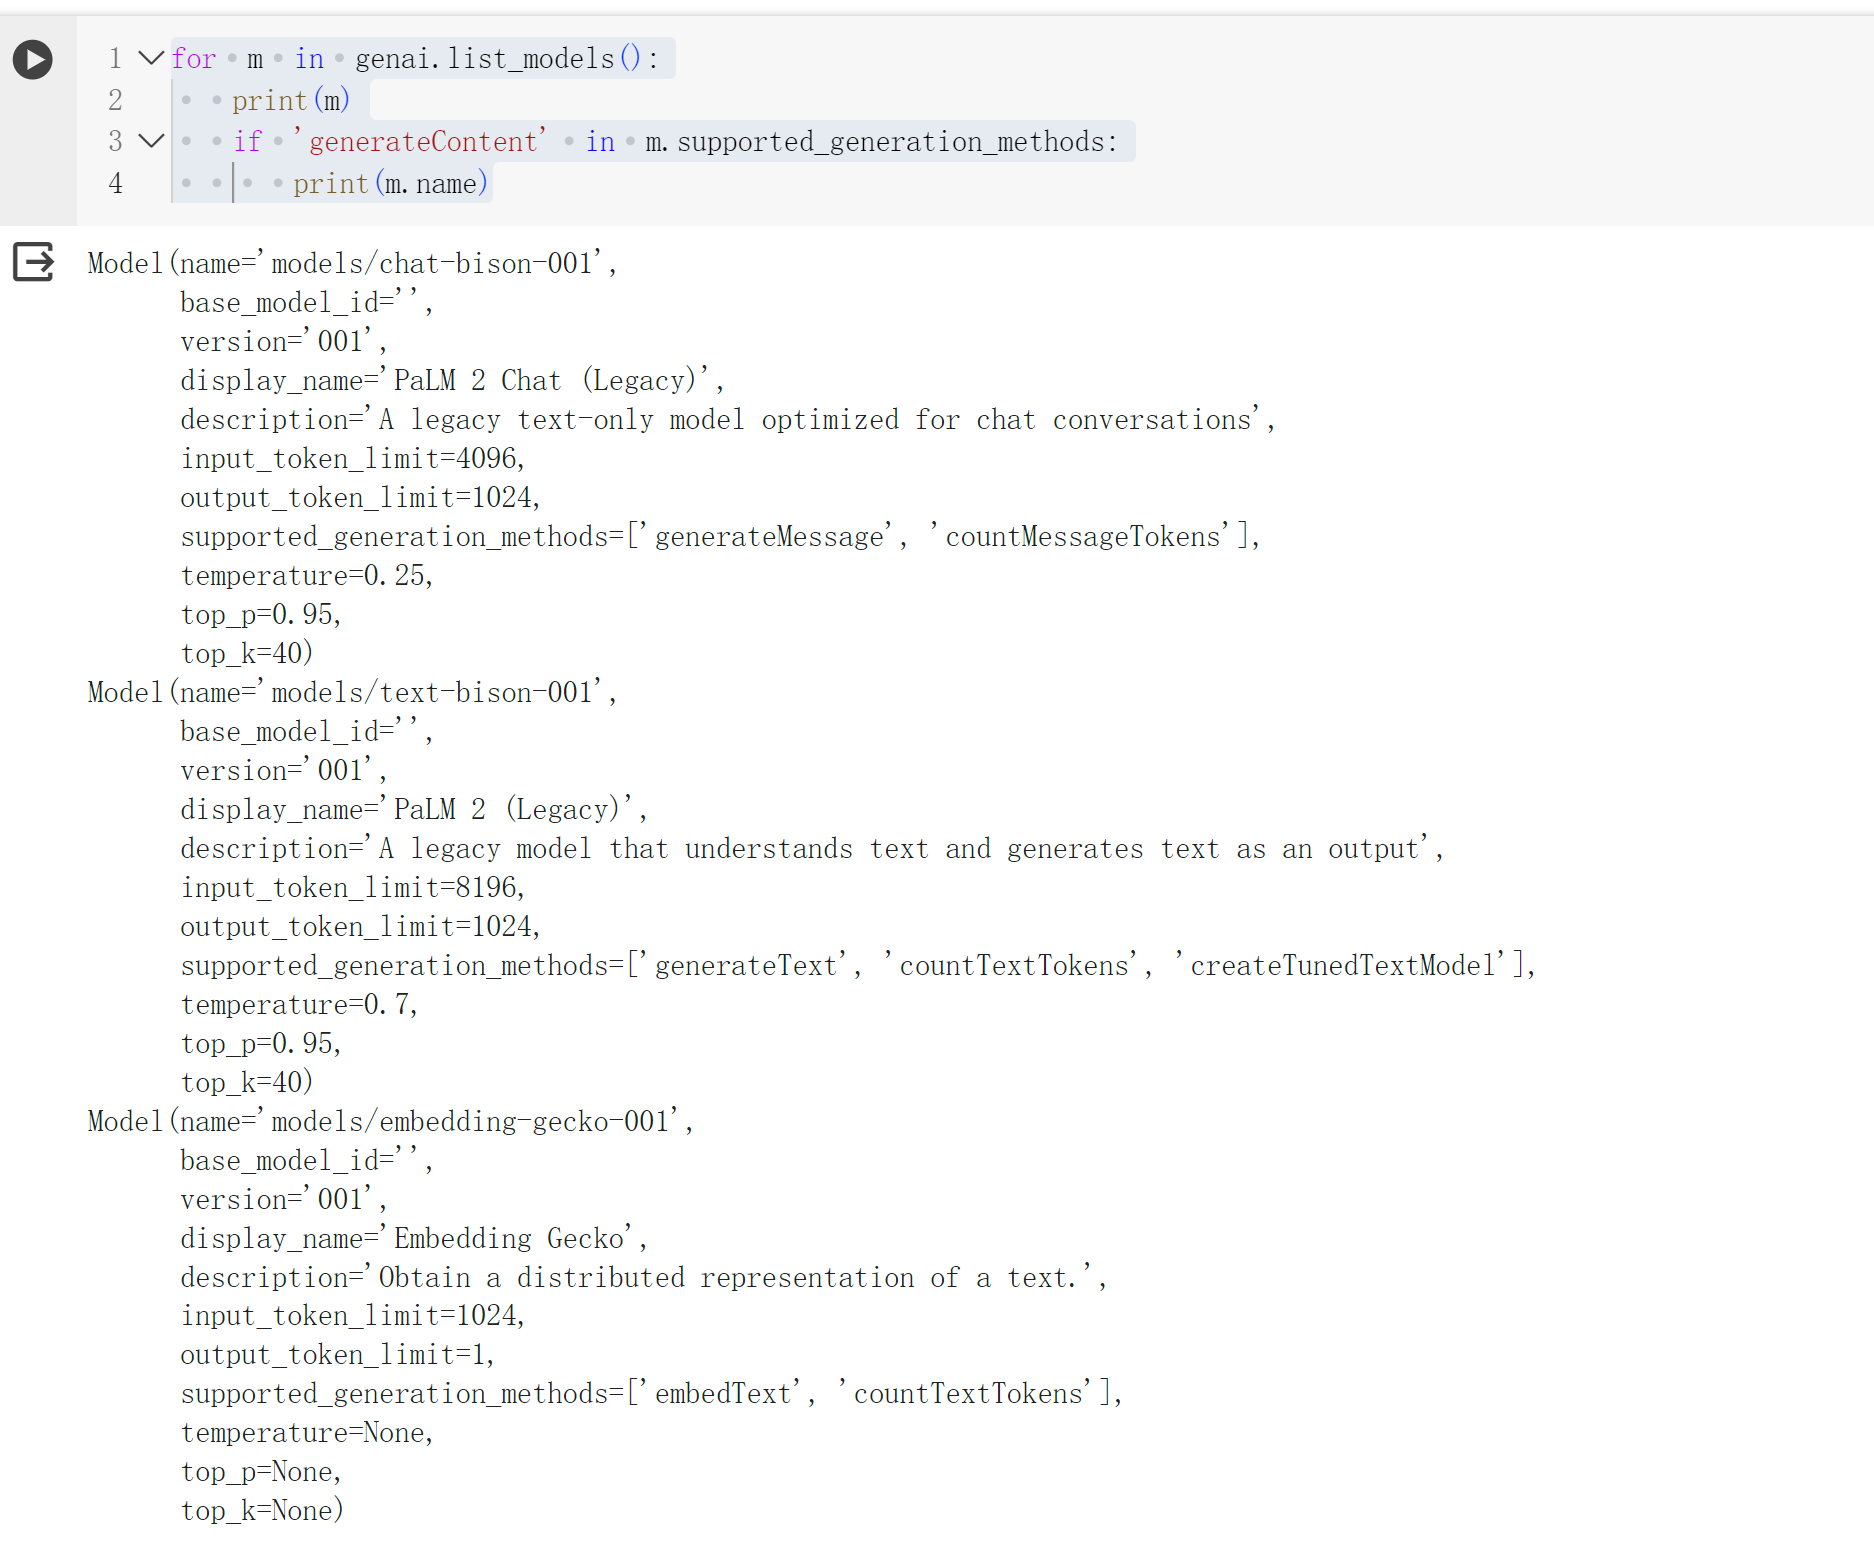 1 for m in genai.list_models():
2 print(m)
3 if 'generateContent' in m.supported_generation_methods:
4 print(m.name)
Model(name='models/chat-bison-001',
base_model_id='',
version='001',
display_name='PaLM 2 Chat (Legacy)',
description='A legacy text-only model optimized for chat conversations',
input_token_limit=4096,
output_token_limit=1024,
supported_generation_methods=['generateMessage', 'countMessageTokens'],
temperature=0.25,
top_p=0.95,
top_k=40)
Model(name='models/text-bison-001',
base_model_id='',
version='001',
display_name='PaLM 2 (Legacy)',
description='A legacy model that understands text and generates text as an output',
input_token_limit=8196,
output_token_limit=1024,
supported_generation_methods=['generateText', 'countTextTokens', 'createTunedTextModel'],
temperature=0.7,
top_p=0.95,
top_k=40)
Model(name='models/embedding-gecko-001',
base_model_id='',
version='001',
display_name='Embedding Gecko',
description='Obtain a distributed representation of a text.',
input_token_limit=1024,
output_token_limit=1,
supported_generation_methods=['embedText', 'countTextTokens'],
temperature=None,
top_p=None,
top_k=None)